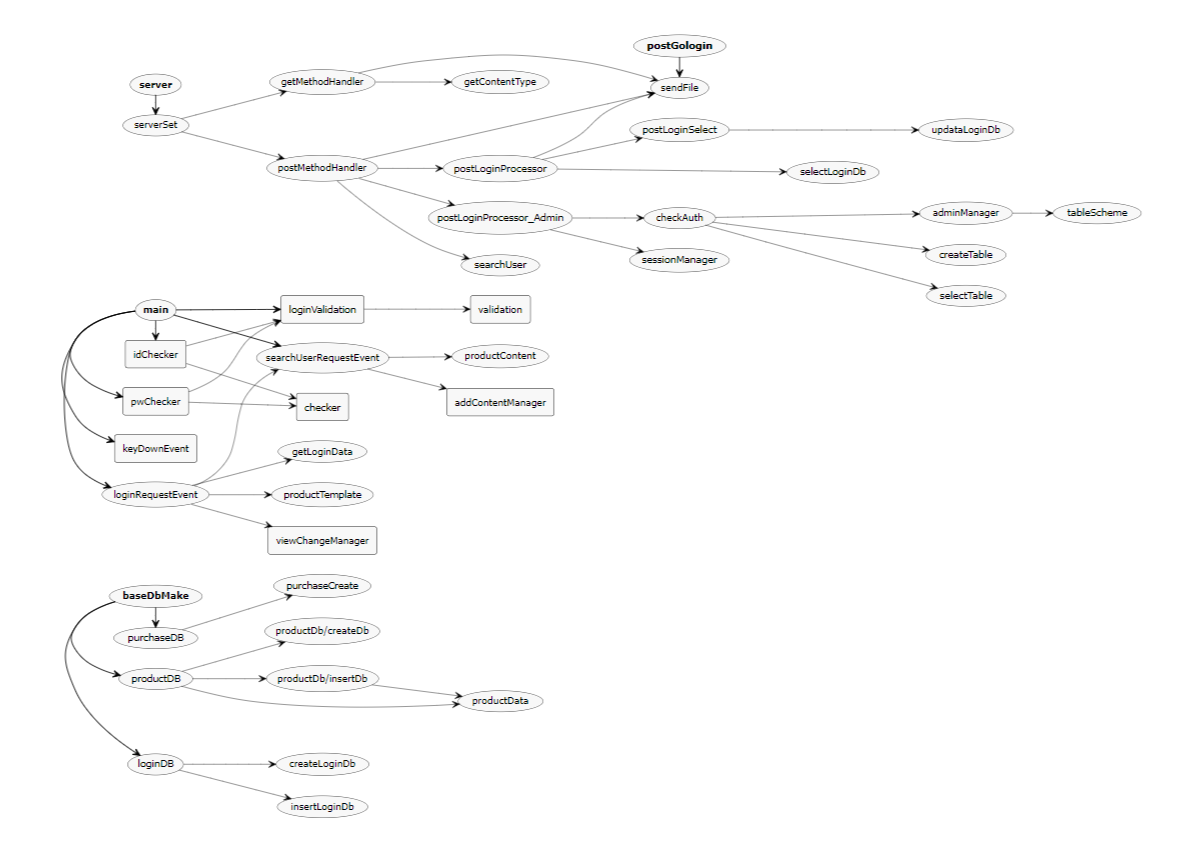 postGologin
server
getMethodHandler
getContentType
sendFile
serverSet
postLoginSelect
updataLoginDb
postMethodHandler
postLoginProcessor
selectLoginDb
postLoginProcessor_Admin
checkAuth
adminManager
tableScheme
searchUser
sessionManager
createTable
selectTable
main
loginValidation
validation
idChecker
searchUserRequestEvent
productContent
pwChecker
checker
addContentManager
keyDownEvent
getLoginData
loginRequestEvent
productTemplate
viewChangeManager
baseDbMake
purchaseCreate
purchaseDB
productDb/createDb
productDB
productDb/insertDb
productData
loginDB
createLoginDb
insertLoginDb